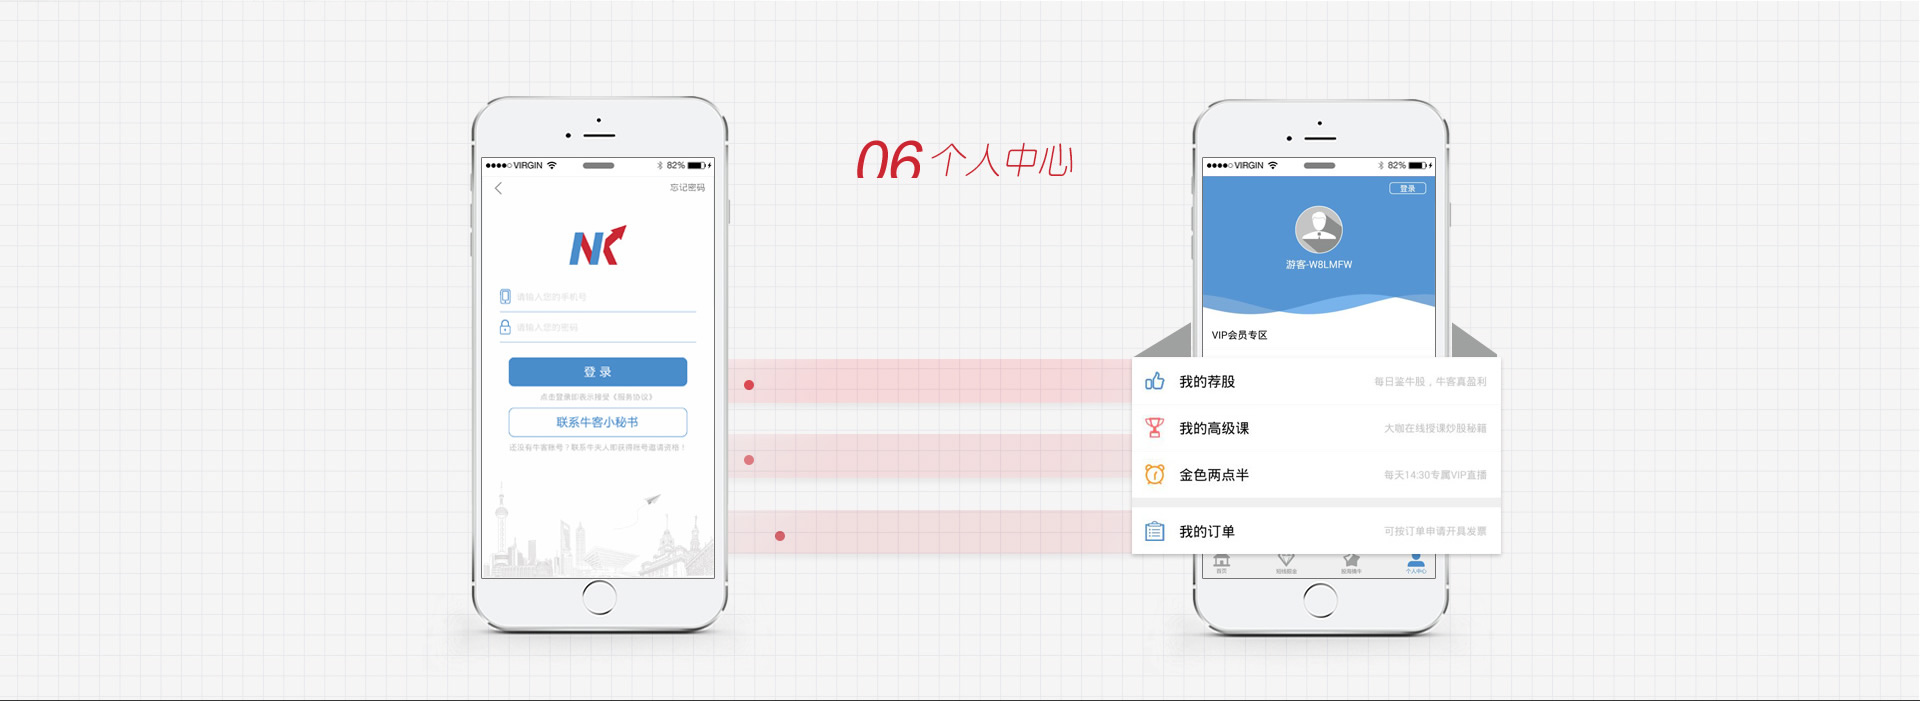 06 个人中心
VIRGIN 82%
忘记密码
NK
请输入您的手机号
请输入您的密码
登 录
点击登录即表示接受《服务协议》
联系牛客小秘书
还没有牛客账号？联系牛夫人即获得账号邀请资格！
VIRGIN 82%
登录
游客-W8LMFW
VIP会员专区
我的荐股 每日鉴牛股，牛客真盈利
我的高级课 大咖在线授课炒股秘籍
金色两点半 每天14:30专属VIP直播
我的订单 可按订单申请开具发票
首页
个人中心